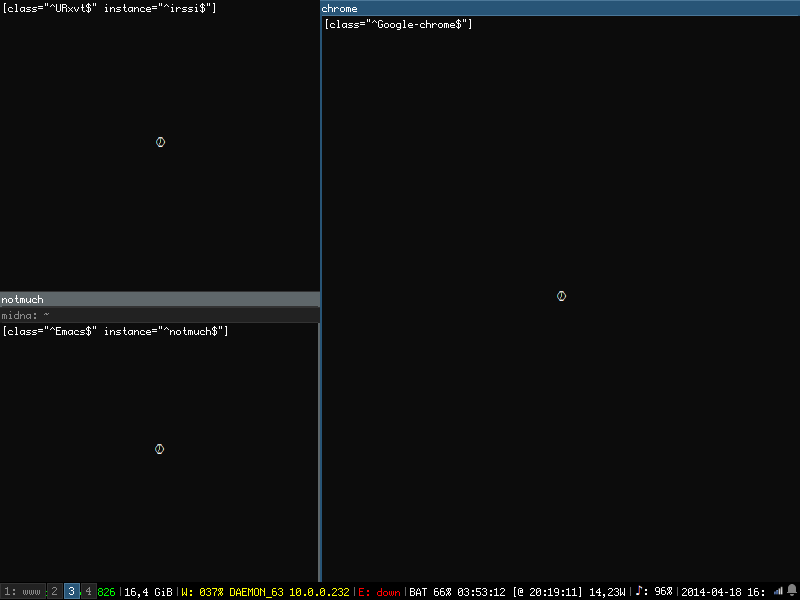 [class="^URxvt$" instance="^irssi$"]
notmuch
midna: ~
[class="^Emacs$" instance="^notmuch$"]
chrome
[class="^Google-chrome$"]
1: www 2 3 4 826 |16,4 GiB|W: 037% DAEMON_63 10.0.0.232|E: down|BAT 66% 03:53:12 [@ 20:19:11] 14,23W|♪: 96%|2014-04-18 16: